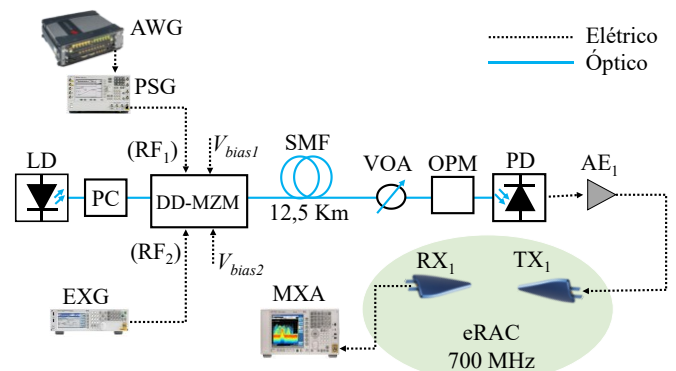 AWG
Elétrico
Óptico
PSG
(RF1)
Vbias1
SMF
LD
VOA
OPM
PD
AE1
PC
DD-MZM
12,5 Km
(RF2)
Vbias2
RX1
TX1
EXG
MXA
eRAC
700 MHz